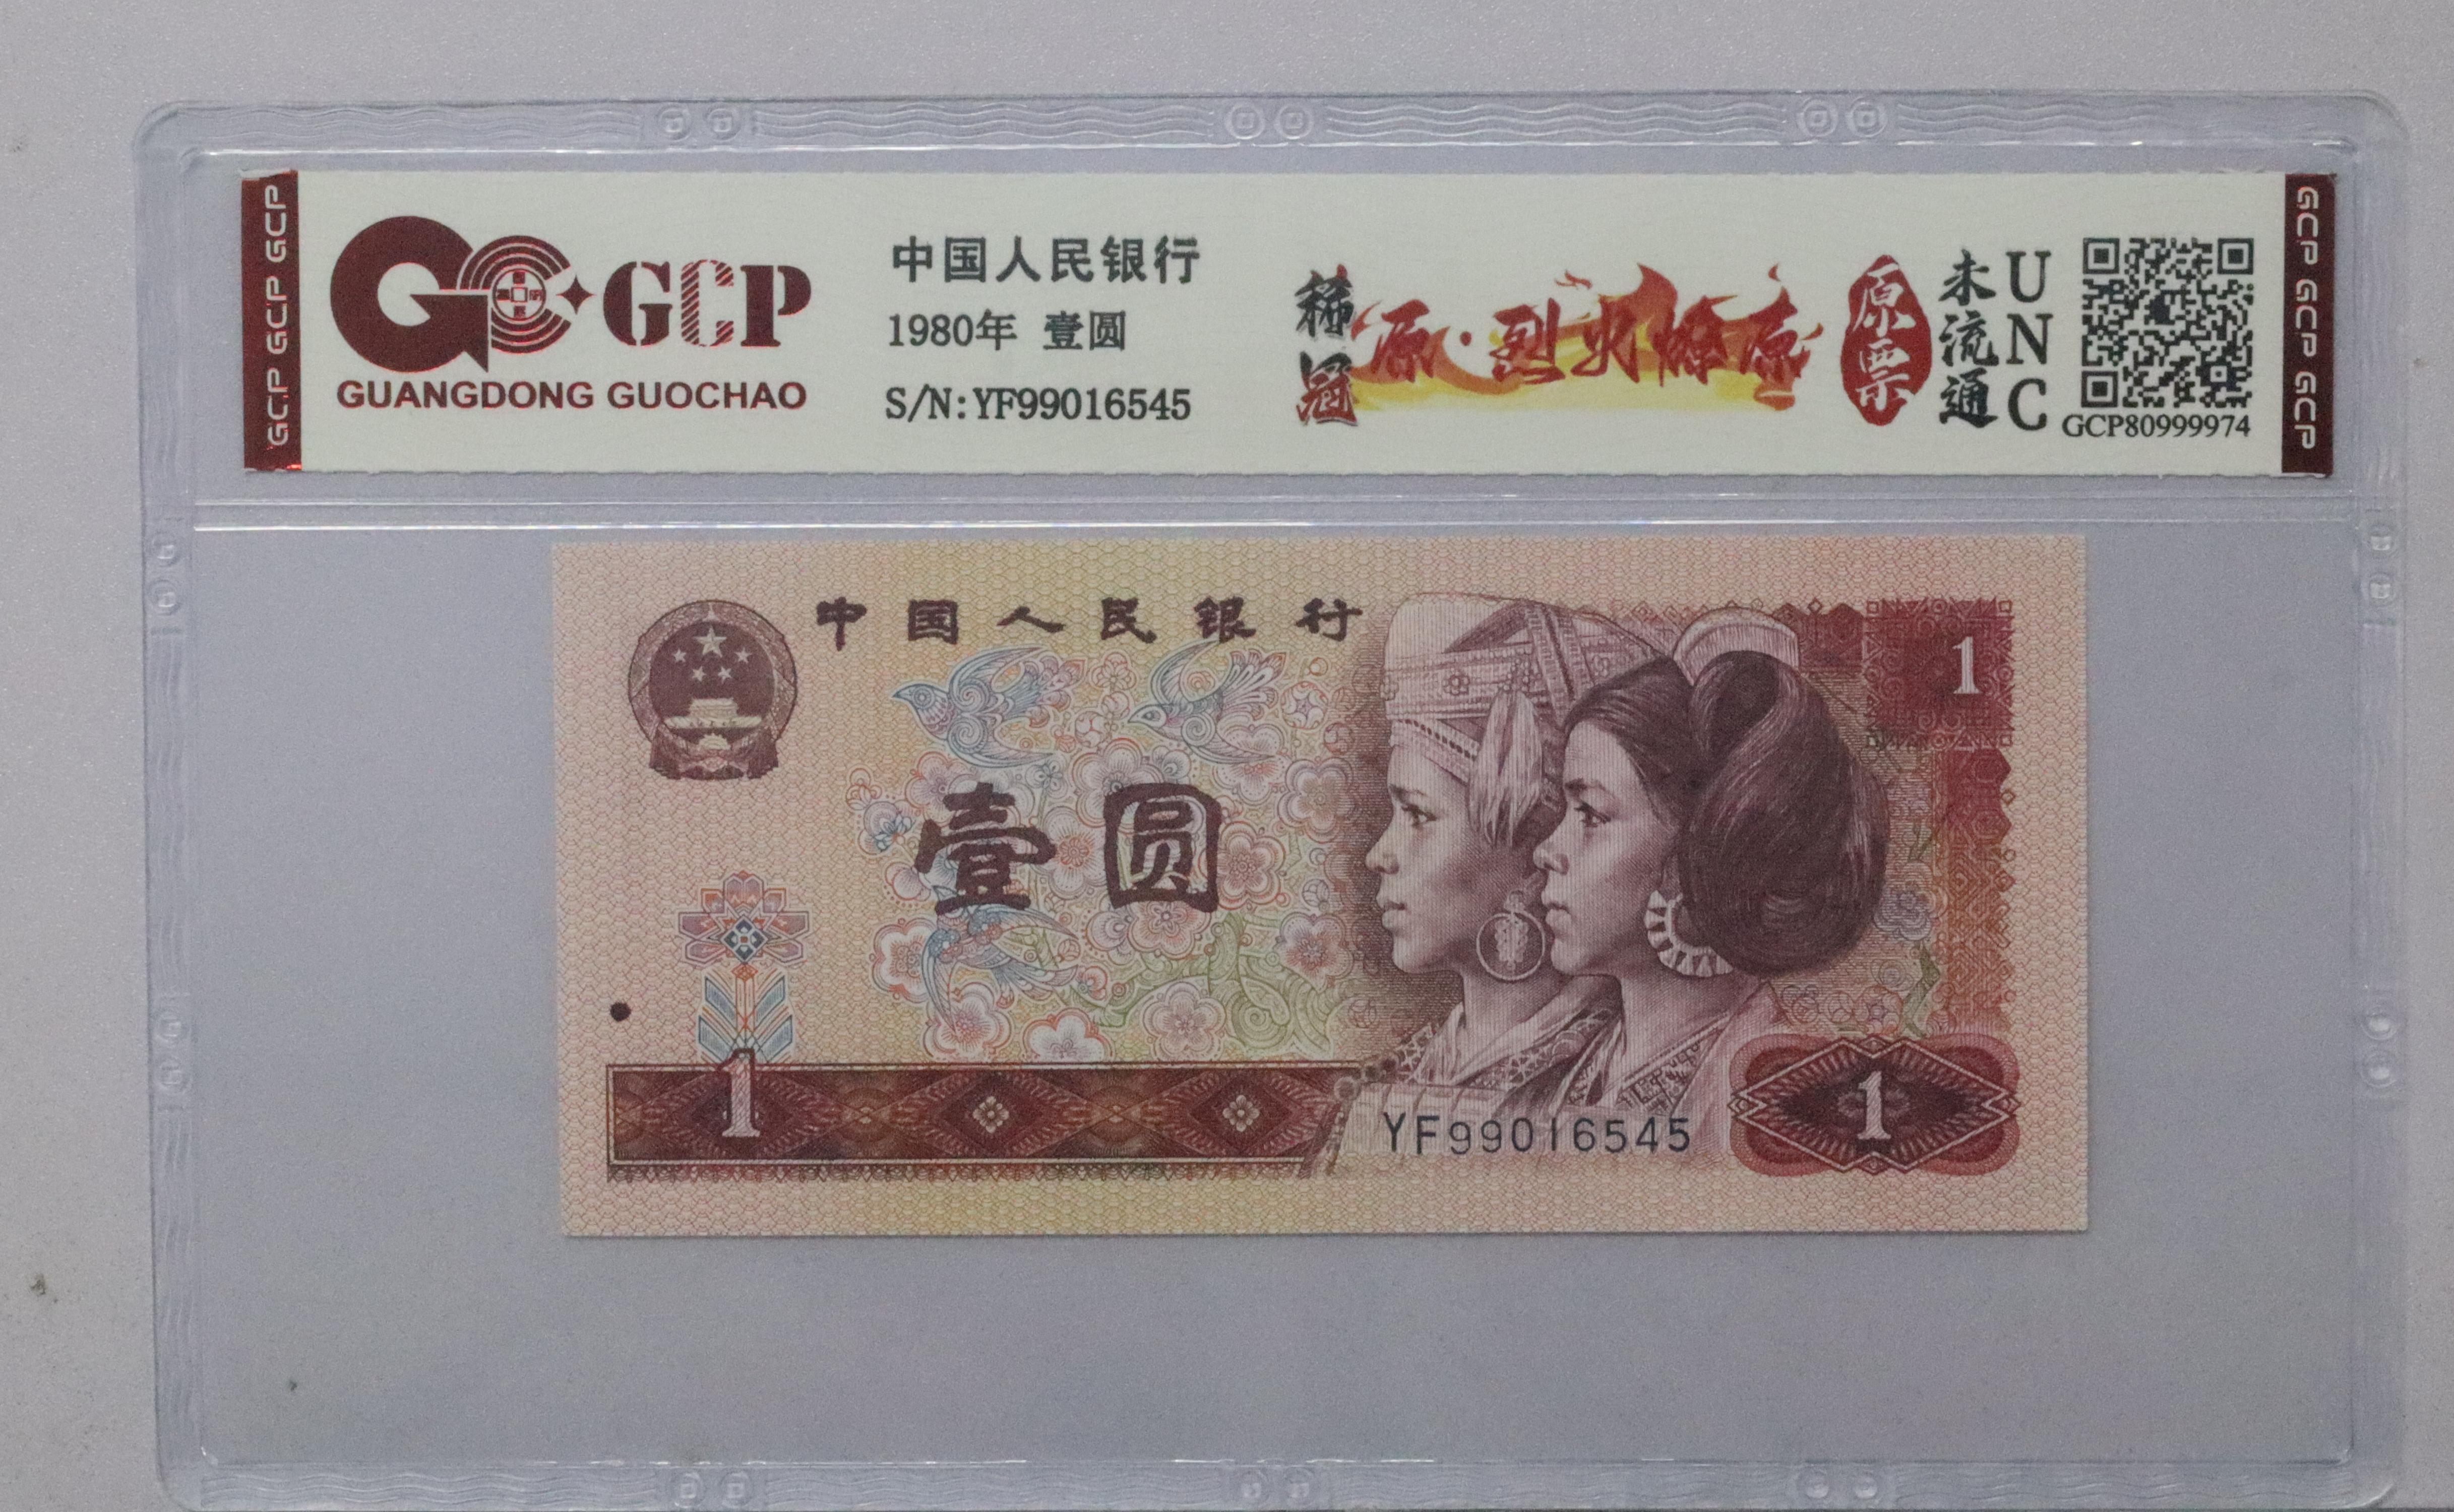 GCP GCP GCP
GCP
GUANGDONG GUOCHAO
中国人民银行
1980年 壹圆
S/N:YF99016545
稀冠
原·烈火燎原
原票
未流通
UNC
GCP80999974
GCP GCP GCP
中国人民银行
1
壹圆
1
YF99016545
1